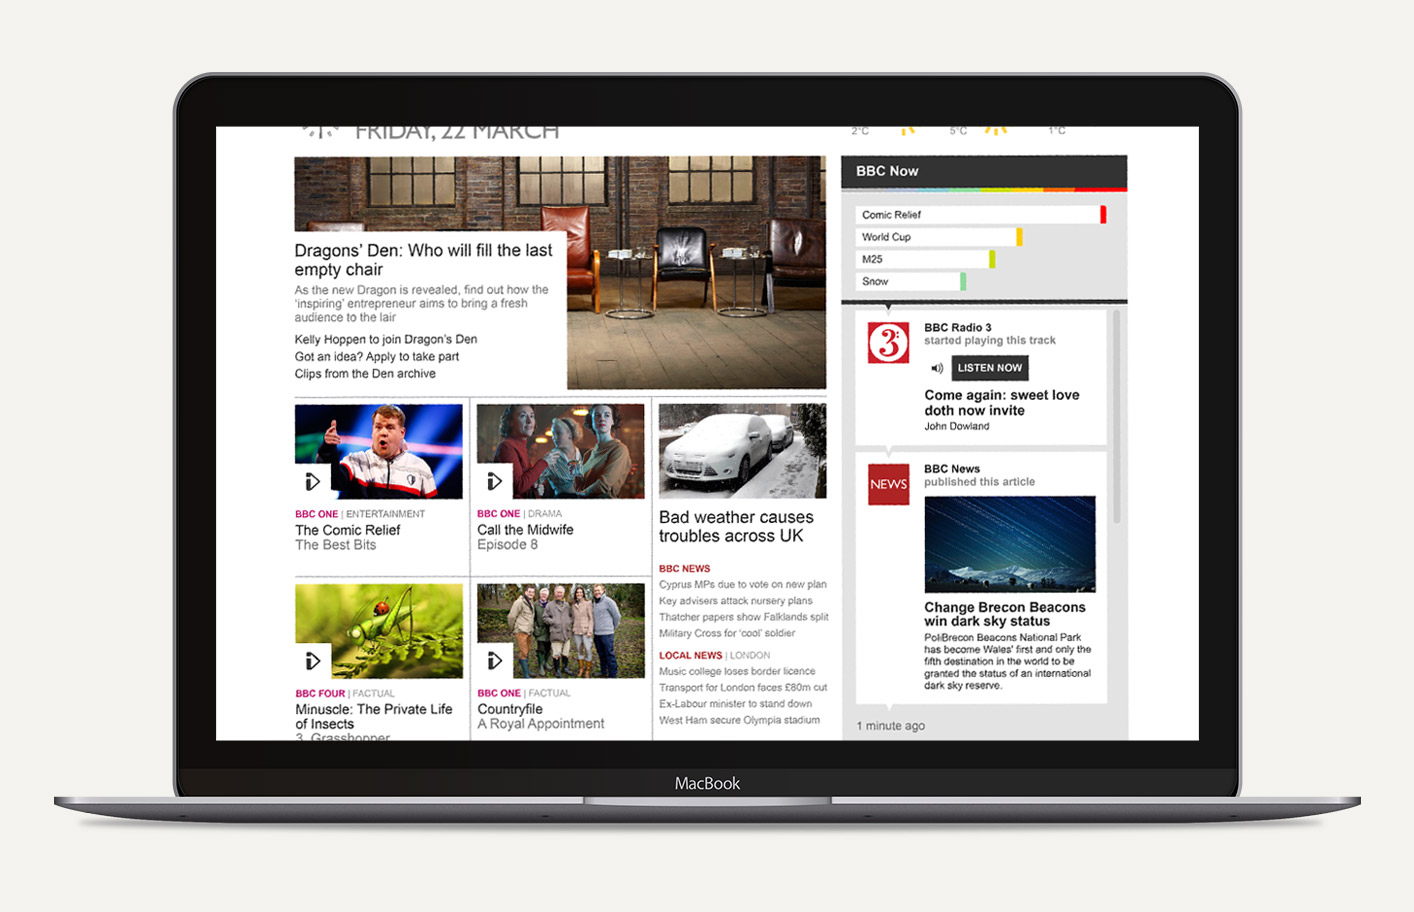 FRIDAY, 22 MARCH
2°C
5°C
1°C
Dragons' Den: Who will fill the last
empty chair
As the new Dragon is revealed, find out how the
'inspiring' entrepreneur aims to bring a fresh
audience to the lair
Kelly Hoppen to join Dragon's Den
Got an idea? Apply to take part
Clips from the Den archive
BBC ONE | ENTERTAINMENT
The Comic Relief
The Best Bits
BBC ONE | DRAMA
Call the Midwife
Episode 8
BBC FOUR | FACTUAL
Minuscle: The Private Life
of Insects
3. Grasshopper
BBC ONE | FACTUAL
Countryfile
A Royal Appointment
Bad weather causes
troubles across UK
BBC NEWS
Cyprus MPs due to vote on new plan
Key advisers attack nursery plans
Thatcher papers show Falklands split
Military Cross for 'cool' soldier
LOCAL NEWS | LONDON
Music college loses border licence
Transport for London faces £80m cut
Ex-Labour minister to stand down
West Ham secure Olympia stadium
BBC Now
Comic Relief
World Cup
M25
Snow
3
BBC Radio 3
started playing this track
LISTEN NOW
Come again: sweet love
doth now invite
John Dowland
NEWS
BBC News
published this article
Change Brecon Beacons
win dark sky status
PoliBrecon Beacons National Park
has become Wales' first and only the
fifth destination in the world to be
granted the status of an international
dark sky reserve.
1 minute ago
MacBook